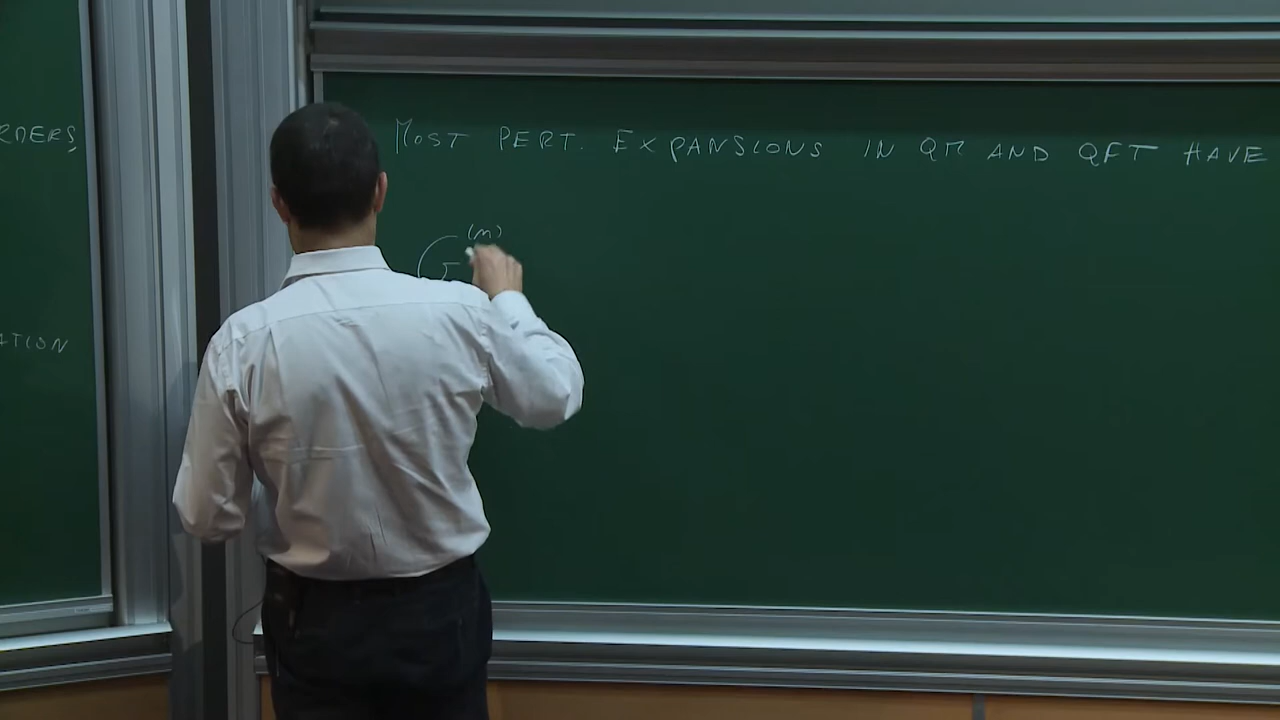 RDERS
ATION
MOST PERT. EXPANSIONS IN QM AND QFT HAVE
G(n)